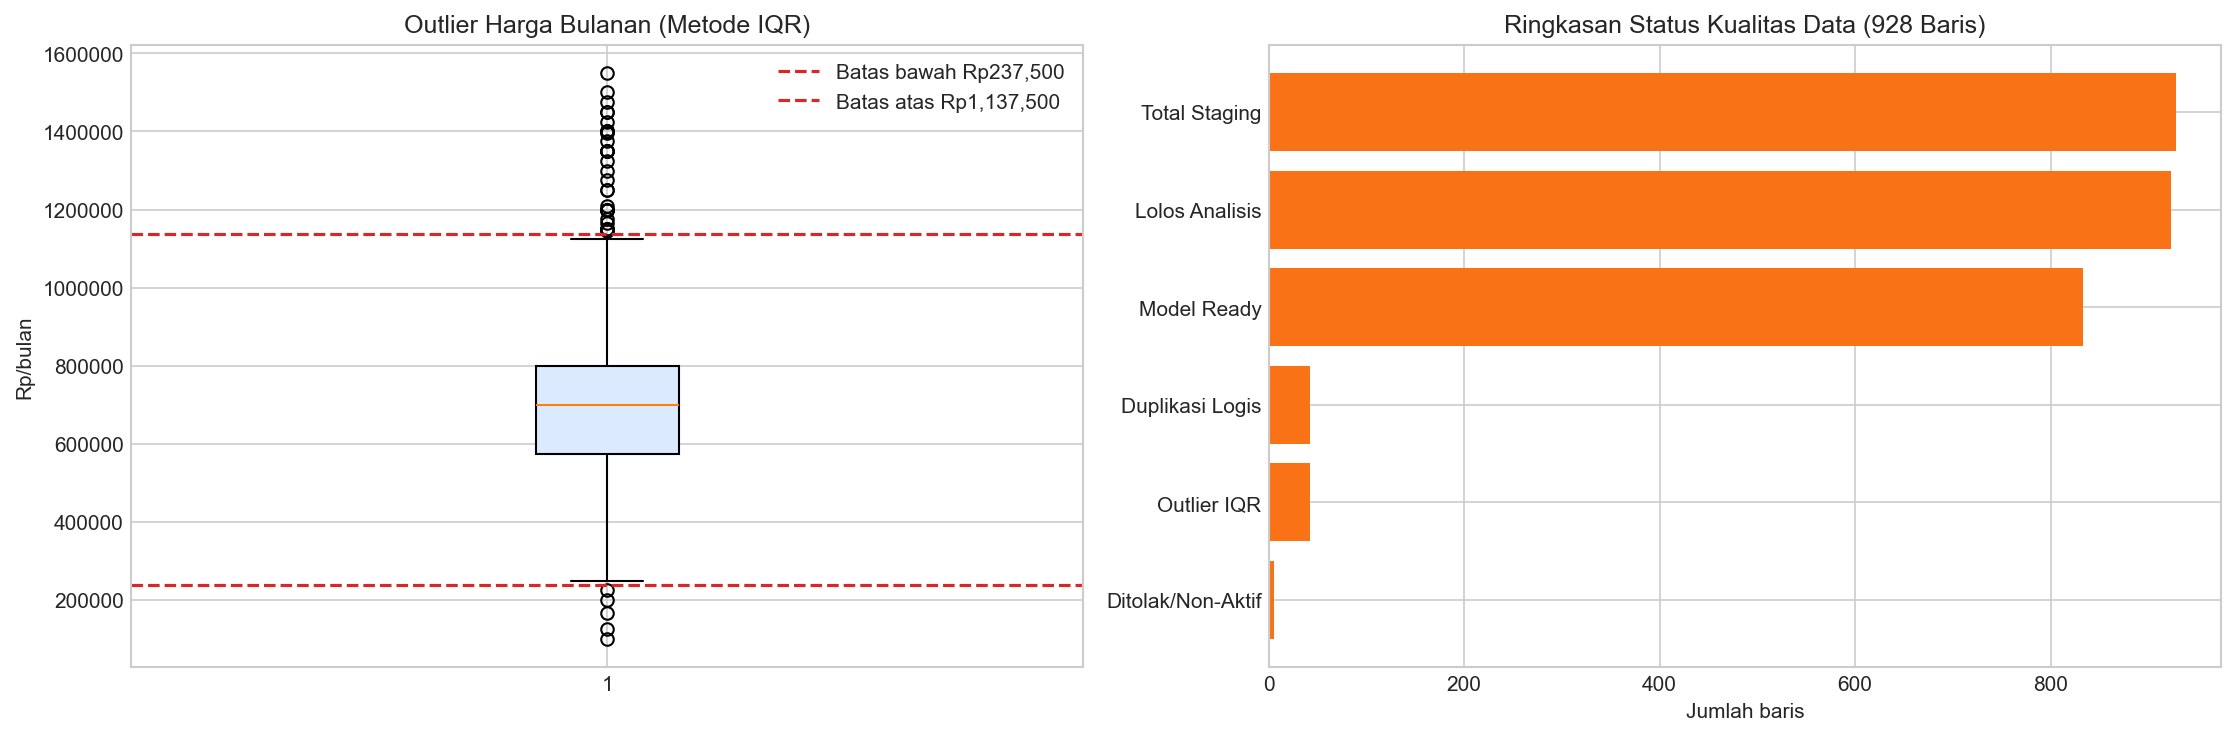 Outlier Harga Bulanan (Metode IQR)
1600000
1400000
1200000
1000000
800000
600000
400000
200000
Rp/bulan
1
Batas bawah Rp237,500
Batas atas Rp1,137,500
Ringkasan Status Kualitas Data (928 Baris)
Total Staging
Lolos Analisis
Model Ready
Duplikasi Logis
Outlier IQR
Ditolak/Non-Aktif
0 200 400 600 800
Jumlah baris